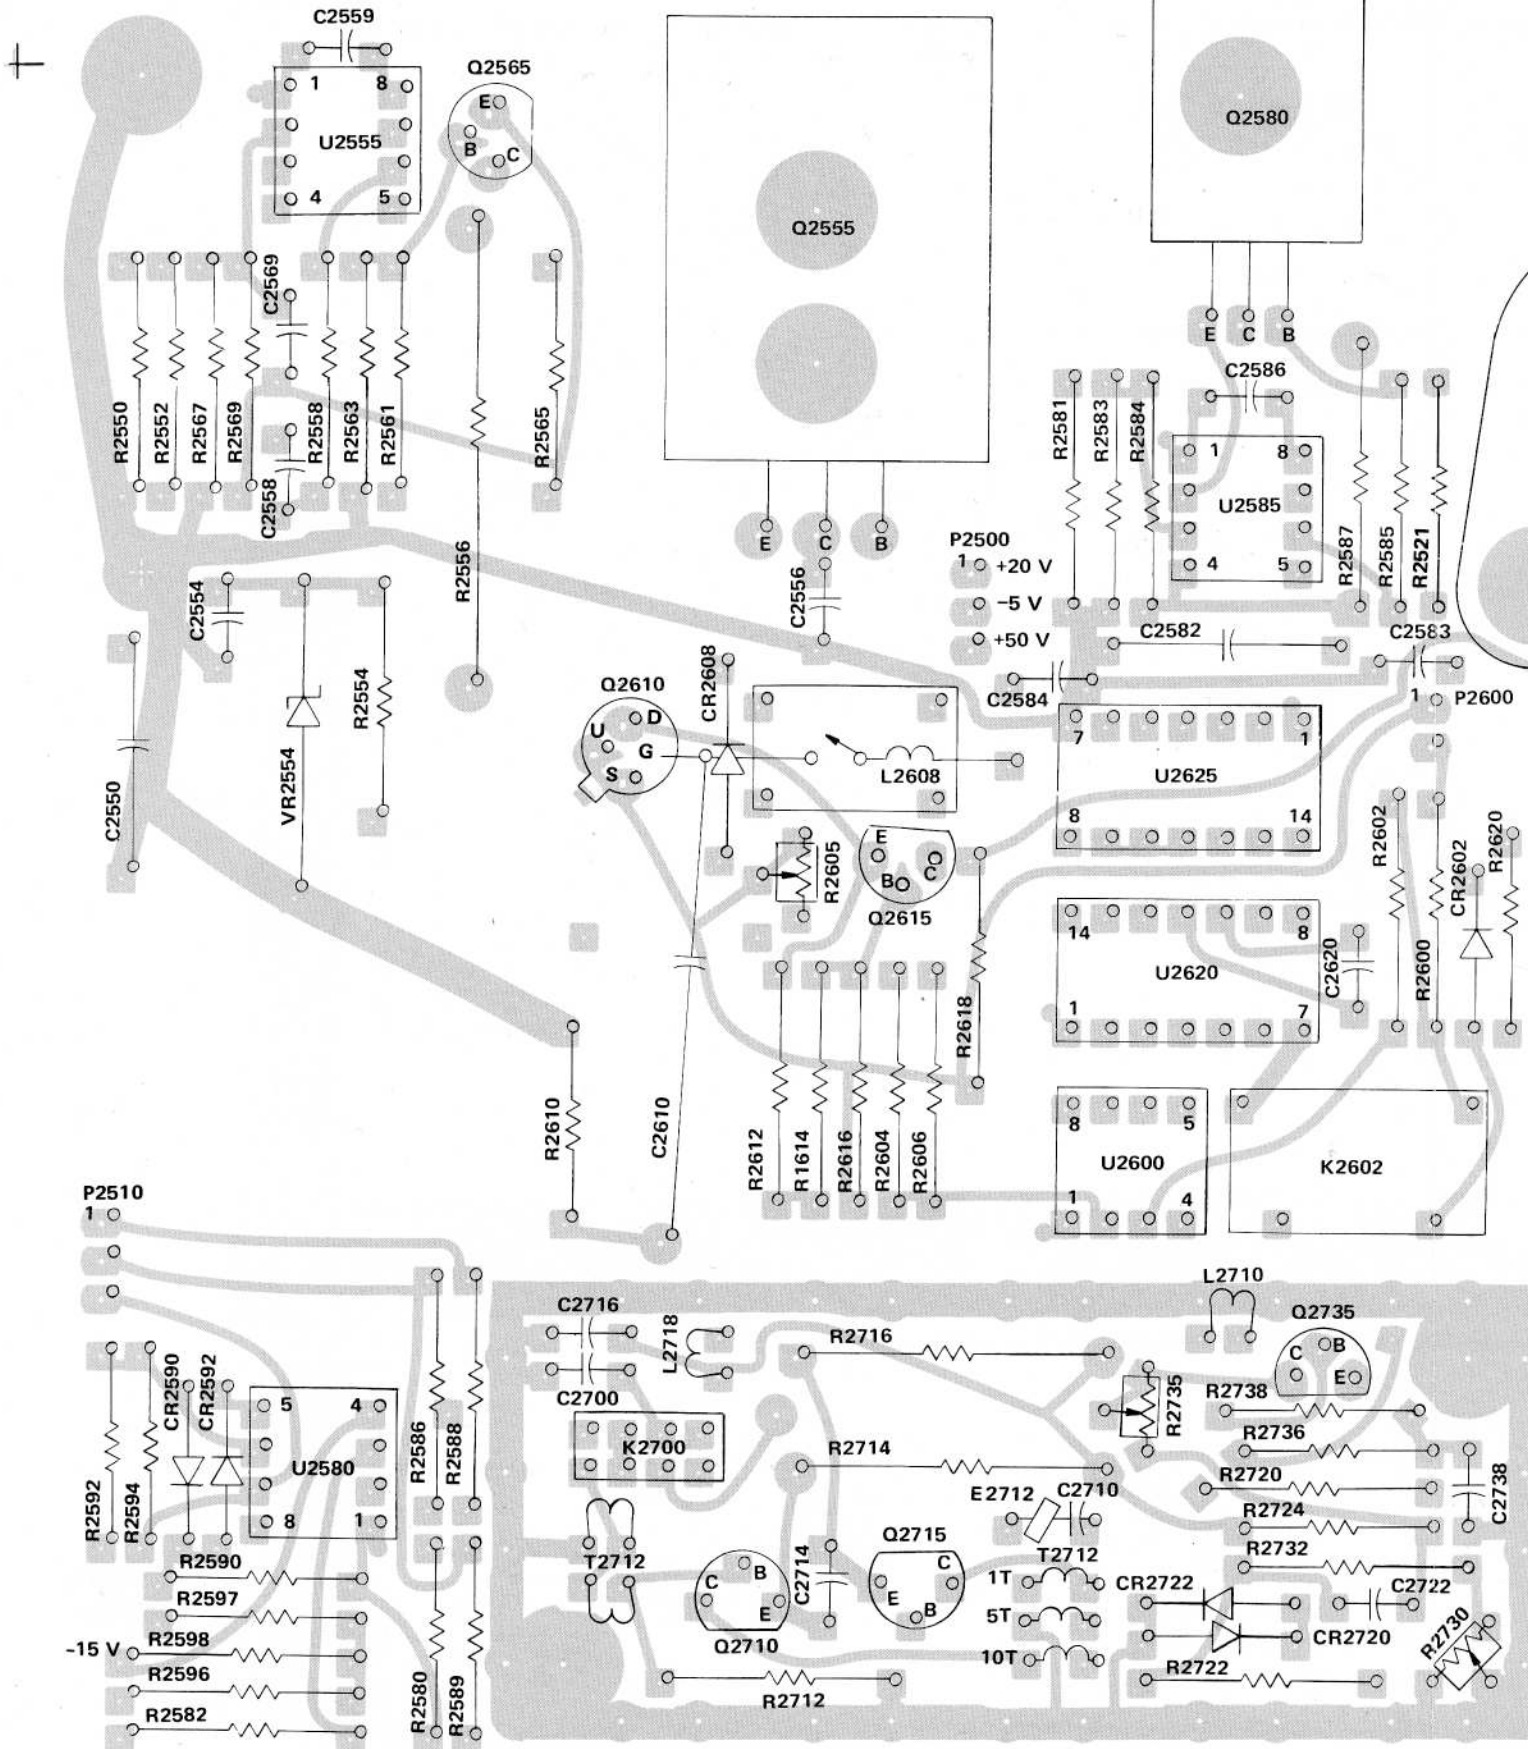 C2559
Q2565
1 8
U2555
4 5
E
B
C
Q2580
Q2555
C2569
R2550
R2552
R2567
R2569
R2558
R2563
R2561
C2558
R2556
R2565
E C B
E C B
C2586
R2581
R2583
R2584
1 8
U2585
4 5
R2587
R2585
R2521
P2500
1 +20 V
−5 V
+50 V
C2556
C2582
C2583
C2584
C2554
R2554
VR2554
C2550
Q2610
U D
G
S
CR2608
L2608
7 1
U2625
8 14
1 P2600
R2605
E
B C
Q2615
R2602
CR2602
R2620
R2600
14 8
U2620
1 7
C2620
R2618
R2610
C2610
R2612
R1614
R2616
R2604
R2606
8 5
U2600
1 4
K2602
P2510
1
C2716
C2700
L2718
R2716
L2710
Q2735
B
C
E
R2735
R2738
R2736
R2720
R2724
R2732
C2738
CR2590
CR2592
R2592
R2594
5 4
U2580
8 1
R2586
R2588
K2700
R2714
E2712 C2710
T2712
C B
E
Q2710
C2714
Q2715
C
E
B
T2712
1T
5T
10T
CR2722
C2722
CR2720
R2722
R2730
R2590
R2597
-15 V
R2598
R2596
R2582
R2580
R2589
R2712